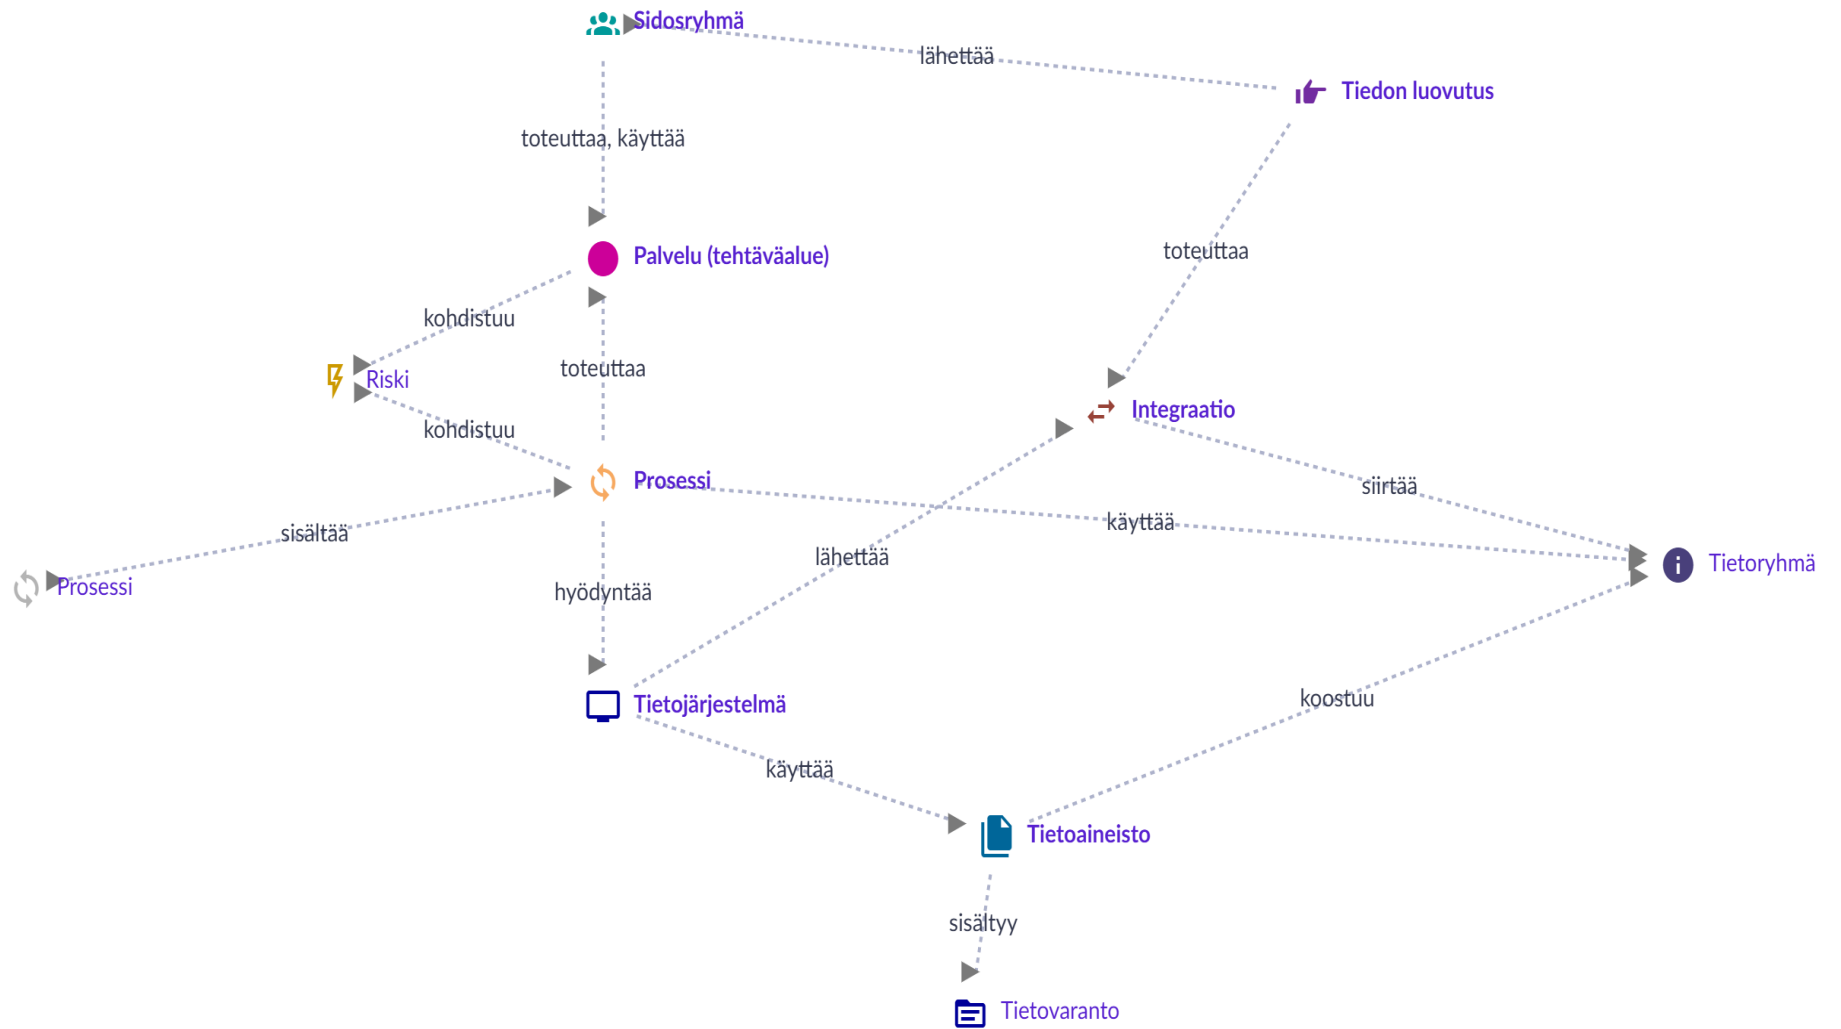 Sidosryhmä
lähettää
Tiedon luovutus
toteuttaa, käyttää
toteuttaa
Palvelu (tehtäväalue)
kohdistuu
toteuttaa
Riski
Integraatio
kohdistuu
Prosessi
siirtää
käyttää
sisältää
lähettää
Tietoryhmä
Prosessi
hyödyntää
Tietojärjestelmä
koostuu
käyttää
Tietoaineisto
sisältyy
Tietovaranto